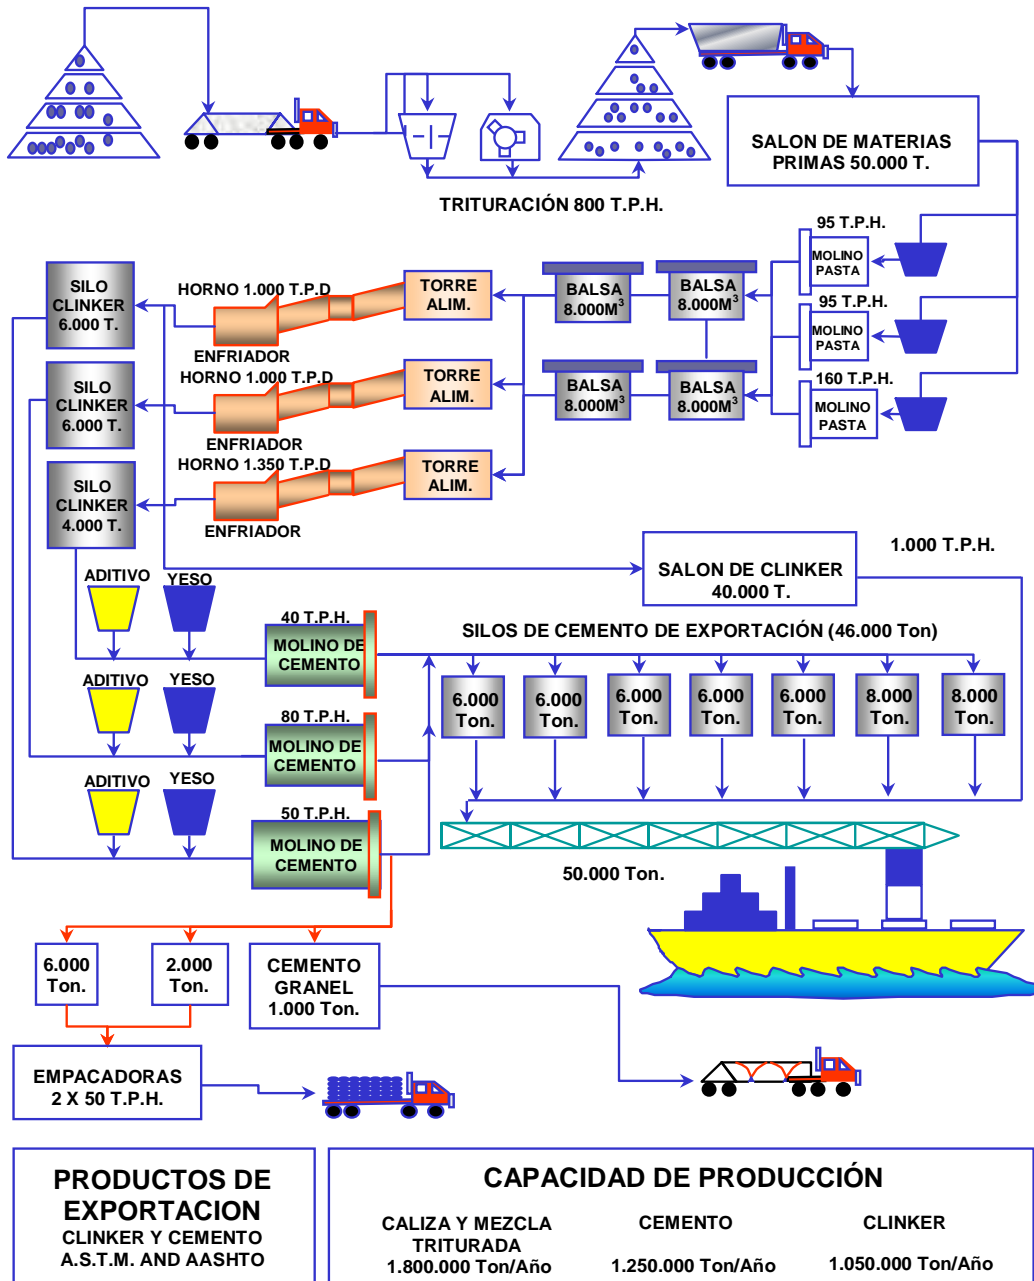 SALON DE MATERIAS
PRIMAS 50.000 T.
TRITURACIÓN 800 T.P.H.
95 T.P.H.
MOLINO
PASTA
95 T.P.H.
MOLINO
PASTA
160 T.P.H.
MOLINO
PASTA
BALSA
8.000M³
BALSA
8.000M³
BALSA
8.000M³
BALSA
8.000M³
TORRE
ALIM.
TORRE
ALIM.
TORRE
ALIM.
HORNO 1.000 T.P.D
ENFRIADOR
HORNO 1.000 T.P.D
ENFRIADOR
HORNO 1.350 T.P.D
ENFRIADOR
SILO
CLINKER
6.000 T.
SILO
CLINKER
6.000 T.
SILO
CLINKER
4.000 T.
1.000 T.P.H.
SALON DE CLINKER
40.000 T.
ADITIVO
YESO
40 T.P.H.
MOLINO DE
CEMENTO
ADITIVO
YESO
80 T.P.H.
MOLINO DE
CEMENTO
ADITIVO
YESO
50 T.P.H.
MOLINO DE
CEMENTO
SILOS DE CEMENTO DE EXPORTACIÓN (46.000 Ton)
6.000
Ton.
6.000
Ton.
6.000
Ton.
6.000
Ton.
6.000
Ton.
8.000
Ton.
8.000
Ton.
50.000 Ton.
6.000
Ton.
2.000
Ton.
CEMENTO
GRANEL
1.000 Ton.
EMPACADORAS
2 X 50 T.P.H.
PRODUCTOS DE
EXPORTACION
CLINKER Y CEMENTO
A.S.T.M. AND AASHTO
CAPACIDAD DE PRODUCCIÓN
CALIZA Y MEZCLA
TRITURADA
1.800.000 Ton/Año
CEMENTO
1.250.000 Ton/Año
CLINKER
1.050.000 Ton/Año